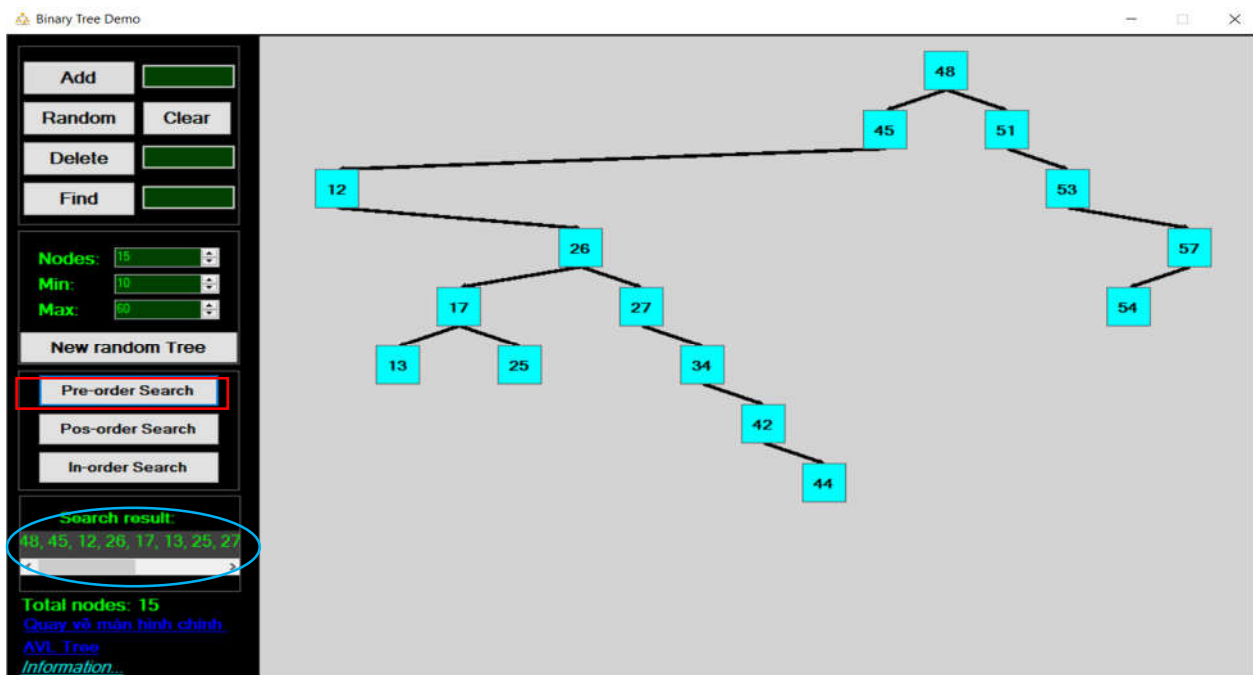 Binary Tree Demo
Add
Random Clear
Delete
Find
Nodes: 15
Min: 10
Max: 60
New random Tree
Pre-order Search
Pos-order Search
In-order Search
Search result:
48, 45, 12, 26, 17, 13, 25, 27
Total nodes: 15
Quay về màn hình chính
AVL Tree
Information...
48
45 51
12 53
26 57
17 27 54
13 25 34
42
44